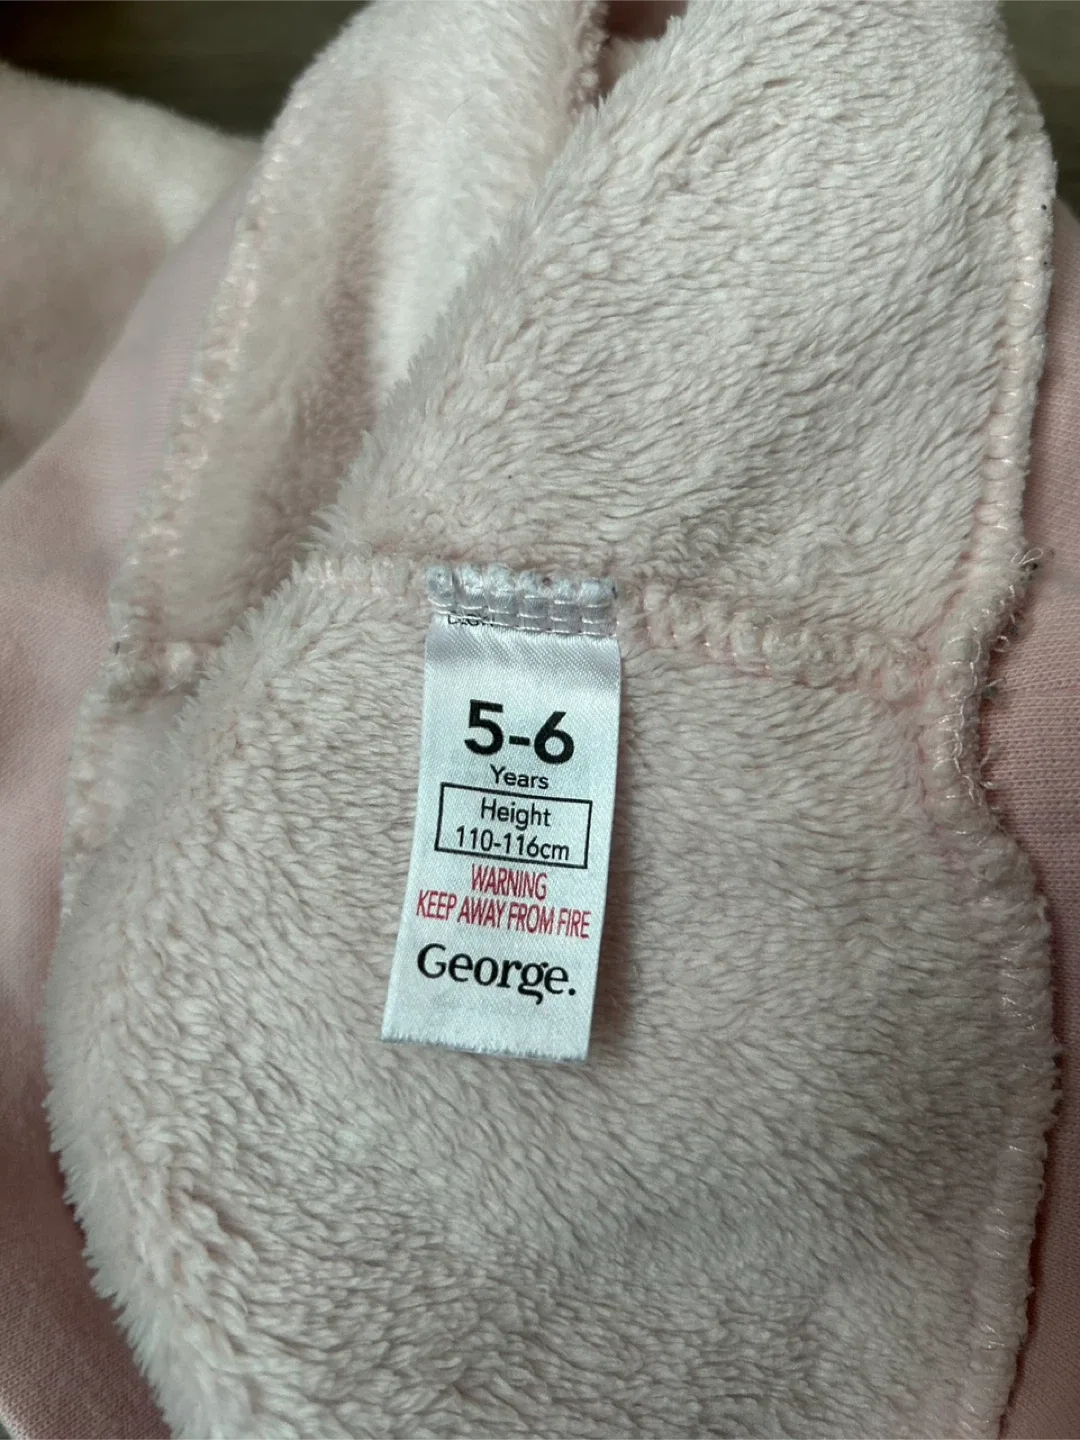 5-6
Years
Height
110-116cm
WARNING
KEEP AWAY FROM FIRE
George.